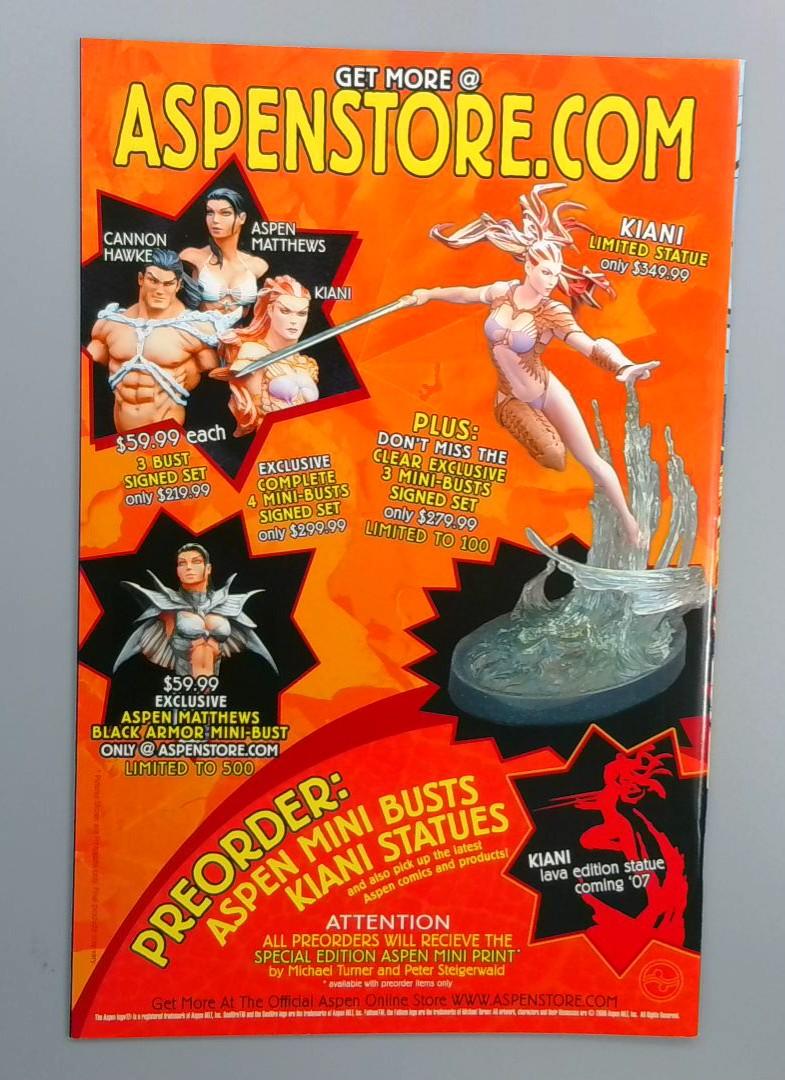 GET MORE @
ASPENSTORE.COM
CANNON
HAWKE
ASPEN
MATTHEWS
KIANI
KIANI
LIMITED STATUE
only $349.99
$59.99 each
3 BUST
SIGNED SET
only $219.99
EXCLUSIVE
COMPLETE
4 MINI-BUSTS
SIGNED SET
only $299.99
PLUS:
DON'T MISS THE
CLEAR EXCLUSIVE
3 MINI-BUSTS
SIGNED SET
only $279.99
LIMITED TO 100
$59.99
EXCLUSIVE
ASPEN MATTHEWS
BLACK ARMOR MINI-BUST
ONLY @ ASPENSTORE.COM
LIMITED TO 500
PREORDER:
ASPEN MINI BUSTS
KIANI STATUES
and also pick up the latest
Aspen comics and products!
KIANI
lava edition statue
coming '07
ATTENTION
ALL PREORDERS WILL RECIEVE THE
SPECIAL EDITION ASPEN MINI PRINT*
by Michael Turner and Peter Steigerwald
* available with preorder items only
Get More At The Official Aspen Online Store WWW.ASPENSTORE.COM